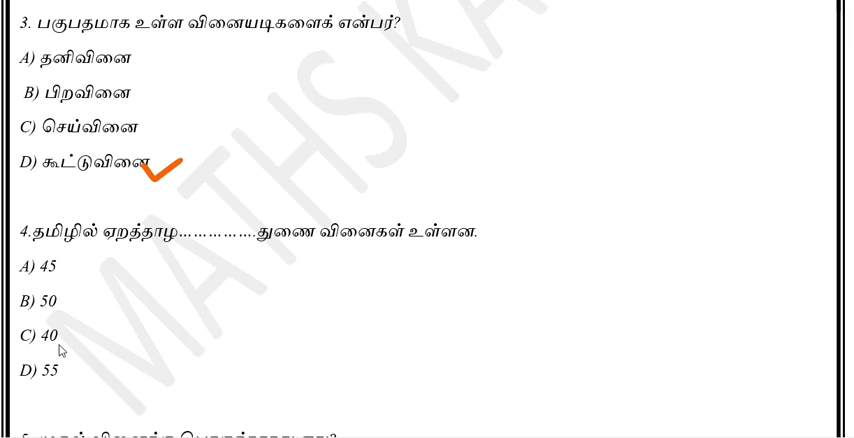 3. பகுபதமாக உள்ள வினையடிகளைக் என்பர்?
A) தனிவினை
B) பிறவினை
C) செய்வினை
D) கூட்டுவினை
4.தமிழில் ஏறத்தாழ................துணை வினைகள் உள்ளன.
A) 45
B) 50
C) 40
D) 55
MATHS KA